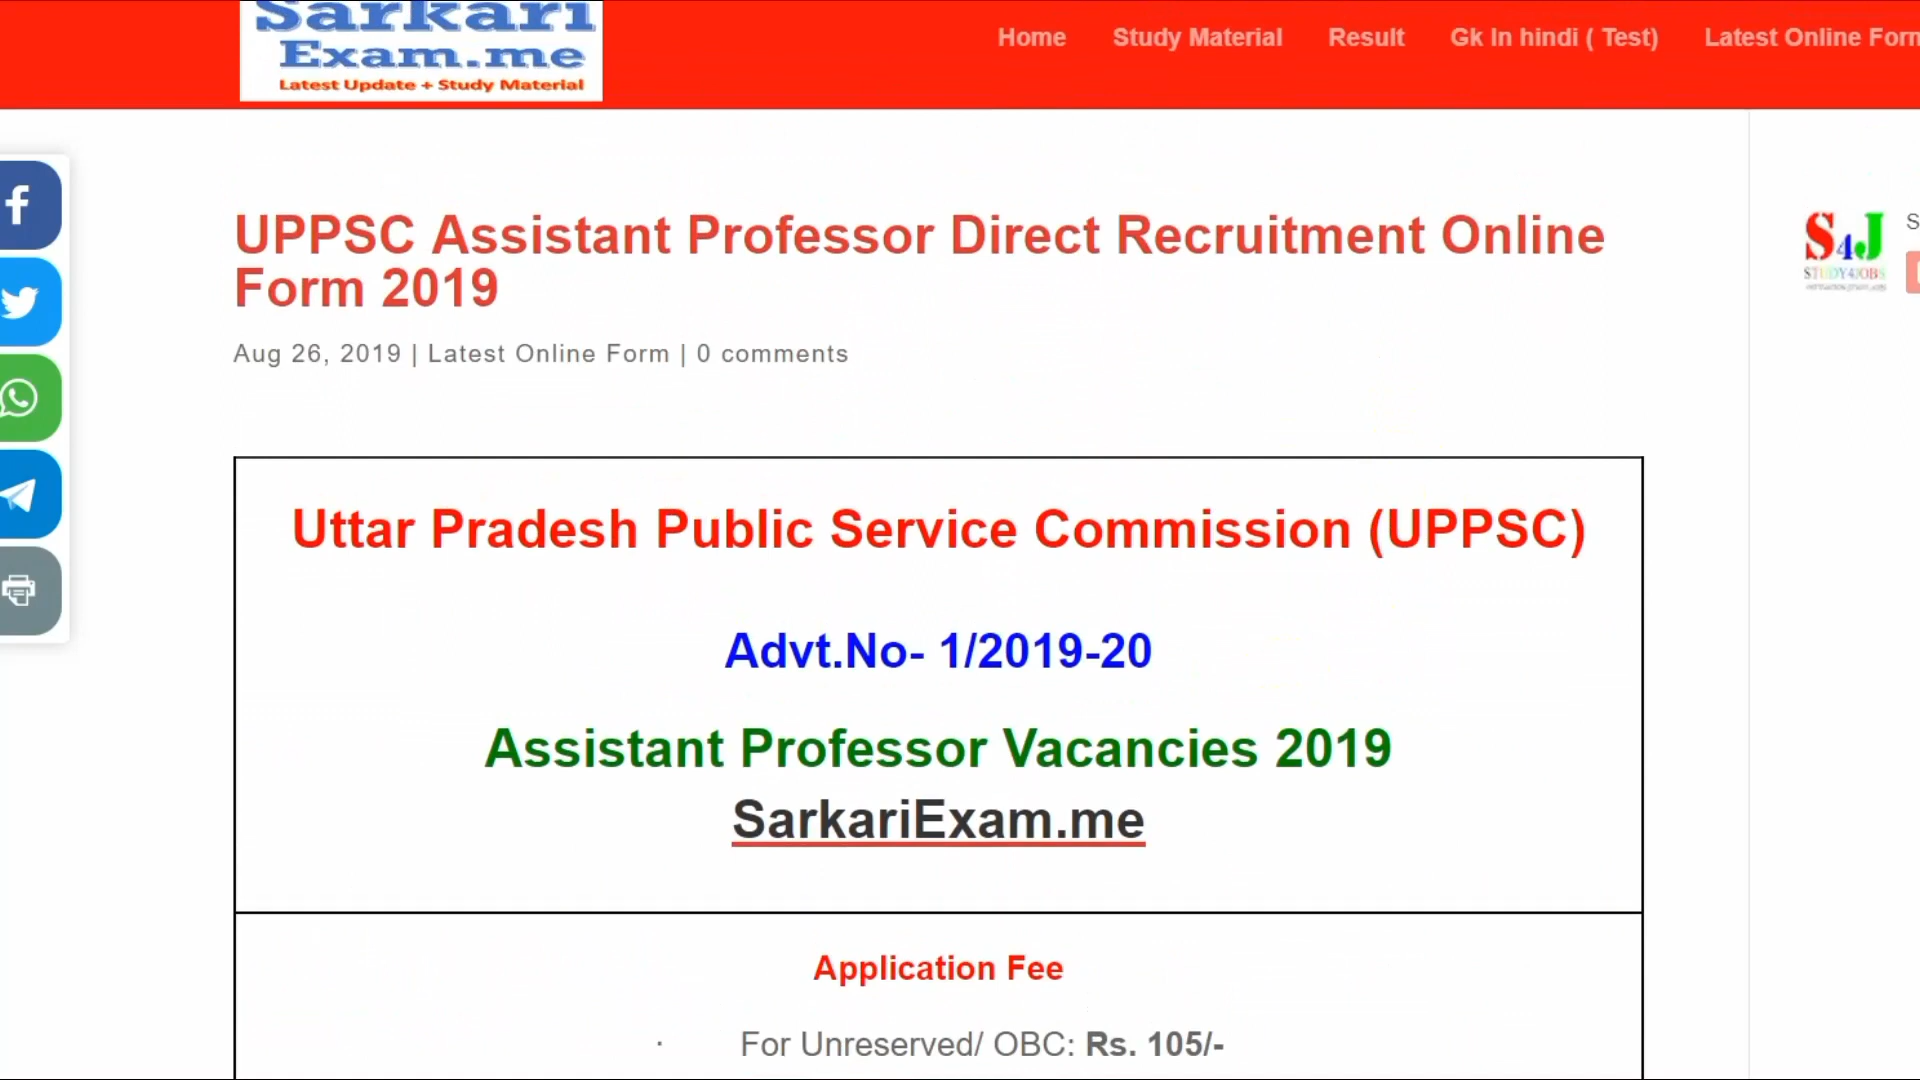 Sarkari
Exam.me
Latest Update + Study Material
Home Study Material Result Gk In hindi ( Test) Latest Online Form
UPPSC Assistant Professor Direct Recruitment Online
Form 2019
Aug 26, 2019 | Latest Online Form | 0 comments
S4J
STUDY4JOBS
S
Uttar Pradesh Public Service Commission (UPPSC)
Advt.No- 1/2019-20
Assistant Professor Vacancies 2019
SarkariExam.me
Application Fee
· For Unreserved/ OBC: Rs. 105/-